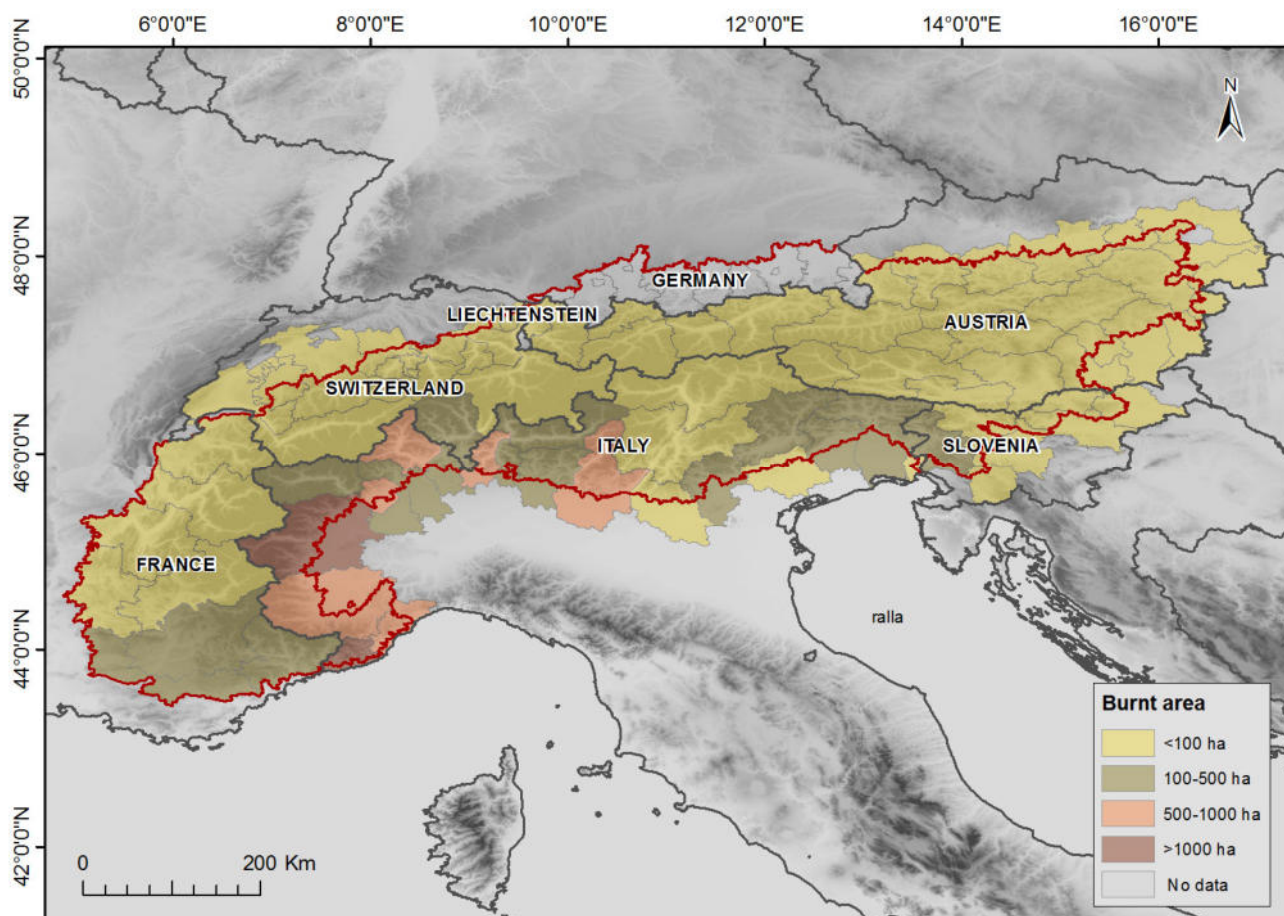 6°0'0"E 8°0'0"E 10°0'0"E 12°0'0"E 14°0'0"E 16°0'0"E
50°0'0"N
N
48°0'0"N
GERMANY
LIECHTENSTEIN
AUSTRIA
SWITZERLAND
46°0'0"N
ITALY
SLOVENIA
FRANCE
ralla
44°0'0"N
Burnt area
<100 ha
100-500 ha
500-1000 ha
>1000 ha
No data
42°0'0"N
0 200 Km